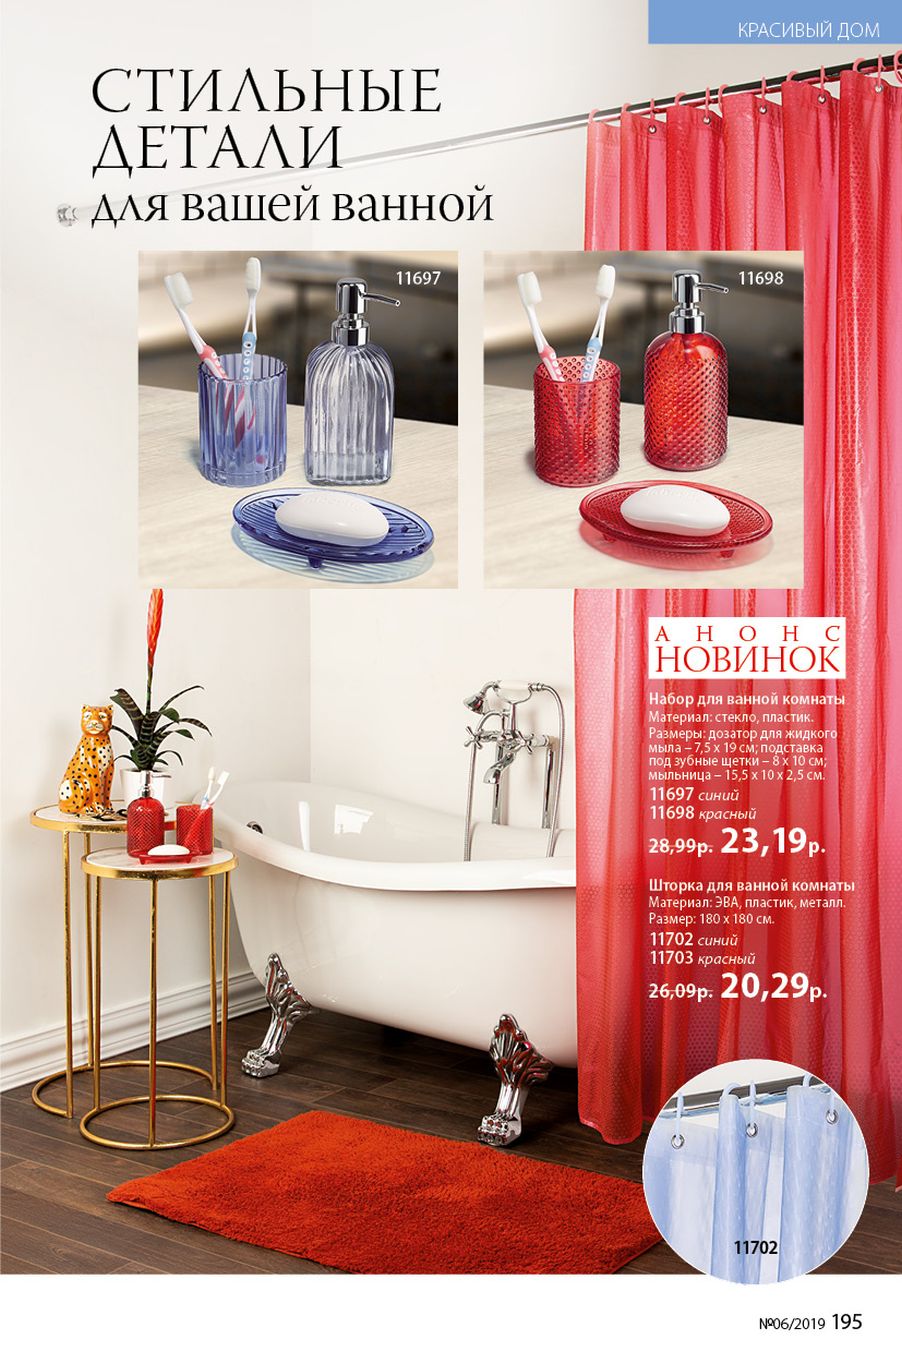 КРАСИВЫЙ ДОМ
СТИЛЬНЫЕ
ДЕТАЛИ
для вашей ванной
11697
11698
АНОНС
НОВИНОК
Набор для ванной комнаты
Материал: стекло, пластик.
Размеры: дозатор для жидкого
мыла – 7,5 х 19 см; подставка
под зубные щетки – 8 х 10 см;
мыльница – 15,5 х 10 х 2,5 см.
11697 синий
11698 красный
28,99р. 23,19р.
Шторка для ванной комнаты
Материал: ЭВА, пластик, металл.
Размер: 180 х 180 см.
11702 синий
11703 красный
26,09р. 20,29р.
11702
№06/2019 195